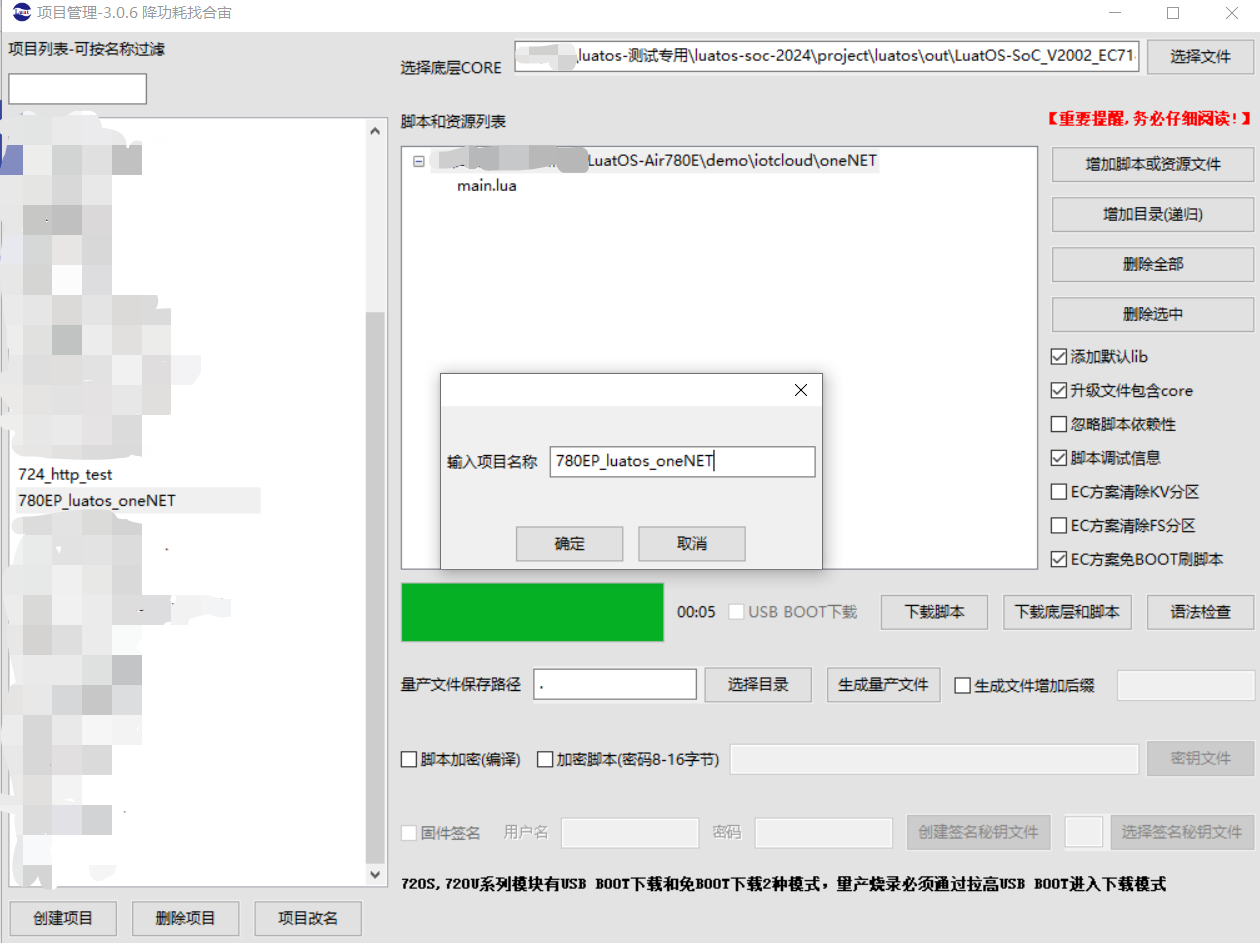 项目管理-3.0.6 降功耗找合宙
项目列表-可按名称过滤
选择底层CORE
\luatos-测试专用\luatos-soc-2024\project\luatos\out\LuatOS-SoC_V2002_EC71
选择文件
脚本和资源列表
【重要提醒,务必仔细阅读!】
LuatOS-Air780E\demo\iotcloud\oneNET
main.lua
增加脚本或资源文件
增加目录(递归)
删除全部
删除选中
添加默认lib
升级文件包含core
忽略脚本依赖性
脚本调试信息
EC方案清除KV分区
EC方案清除FS分区
EC方案免BOOT刷脚本
输入项目名称
780EP_luatos_oneNET
确定
取消
724_http_test
780EP_luatos_oneNET
00:05
USB BOOT下载
下载脚本
下载底层和脚本
语法检查
量产文件保存路径
.
选择目录
生成量产文件
生成文件增加后缀
脚本加密(编译)
加密脚本(密码8-16字节)
密钥文件
固件签名
用户名
密码
创建签名秘钥文件
选择签名秘钥文件
720S,720U系列模块有USB BOOT下载和免BOOT下载2种模式，量产烧录必须通过拉高USB BOOT进入下载模式
创建项目
删除项目
项目改名